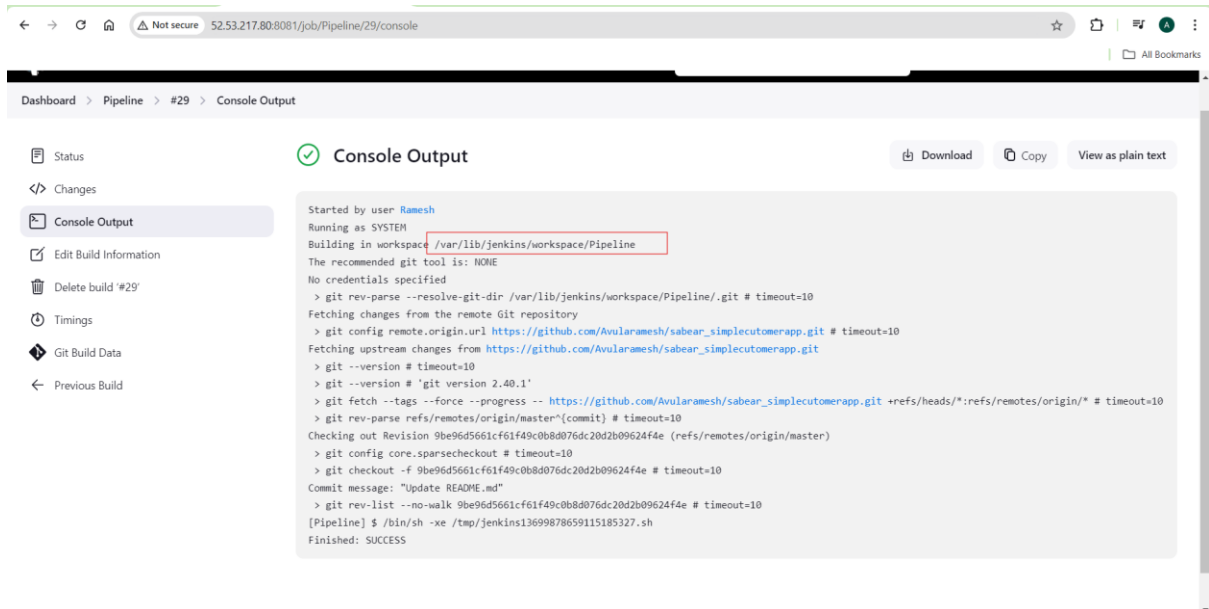 Not secure 52.53.217.80:8081/job/Pipeline/29/console
All Bookmarks
Dashboard > Pipeline > #29 > Console Output
Status
Changes
Console Output
Edit Build Information
Delete build '#29'
Timings
Git Build Data
Previous Build
Console Output
Download
Copy
View as plain text
Started by user Ramesh
Running as SYSTEM
Building in workspace /var/lib/jenkins/workspace/Pipeline
The recommended git tool is: NONE
No credentials specified
> git rev-parse --resolve-git-dir /var/lib/jenkins/workspace/Pipeline/.git # timeout=10
Fetching changes from the remote Git repository
> git config remote.origin.url https://github.com/Avularamesh/sabear_simplecutomerapp.git # timeout=10
Fetching upstream changes from https://github.com/Avularamesh/sabear_simplecutomerapp.git
> git --version # timeout=10
> git --version # 'git version 2.40.1'
> git fetch --tags --force --progress -- https://github.com/Avularamesh/sabear_simplecutomerapp.git +refs/heads/*:refs/remotes/origin/* # timeout=10
> git rev-parse refs/remotes/origin/master^{commit} # timeout=10
Checking out Revision 9be96d5661cf61f49c0b8d076dc20d2b09624f4e (refs/remotes/origin/master)
> git config core.sparsecheckout # timeout=10
> git checkout -f 9be96d5661cf61f49c0b8d076dc20d2b09624f4e # timeout=10
Commit message: "Update README.md"
> git rev-list --no-walk 9be96d5661cf61f49c0b8d076dc20d2b09624f4e # timeout=10
[Pipeline] $ /bin/sh -xe /tmp/jenkins13699878659115185327.sh
Finished: SUCCESS